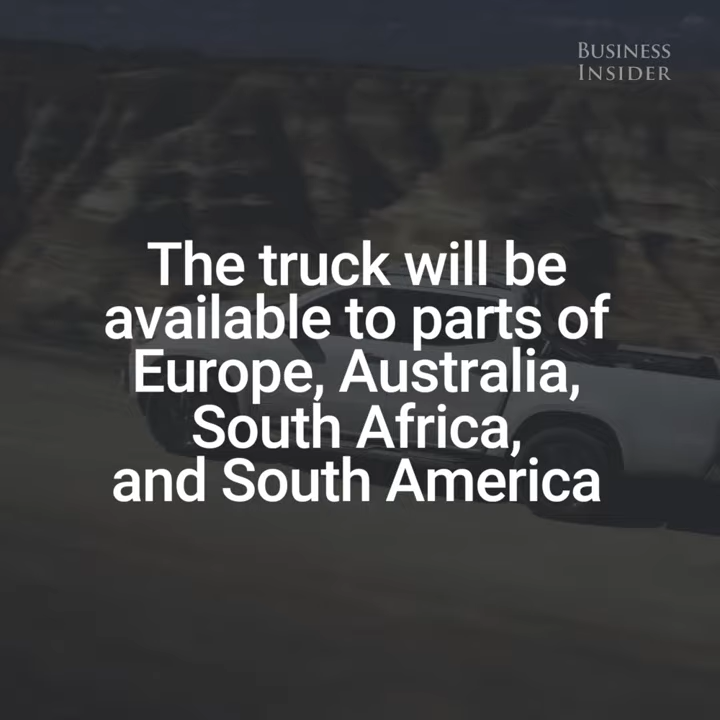 BUSINESS
INSIDER
The truck will be
available to parts of
Europe, Australia,
South Africa,
and South America